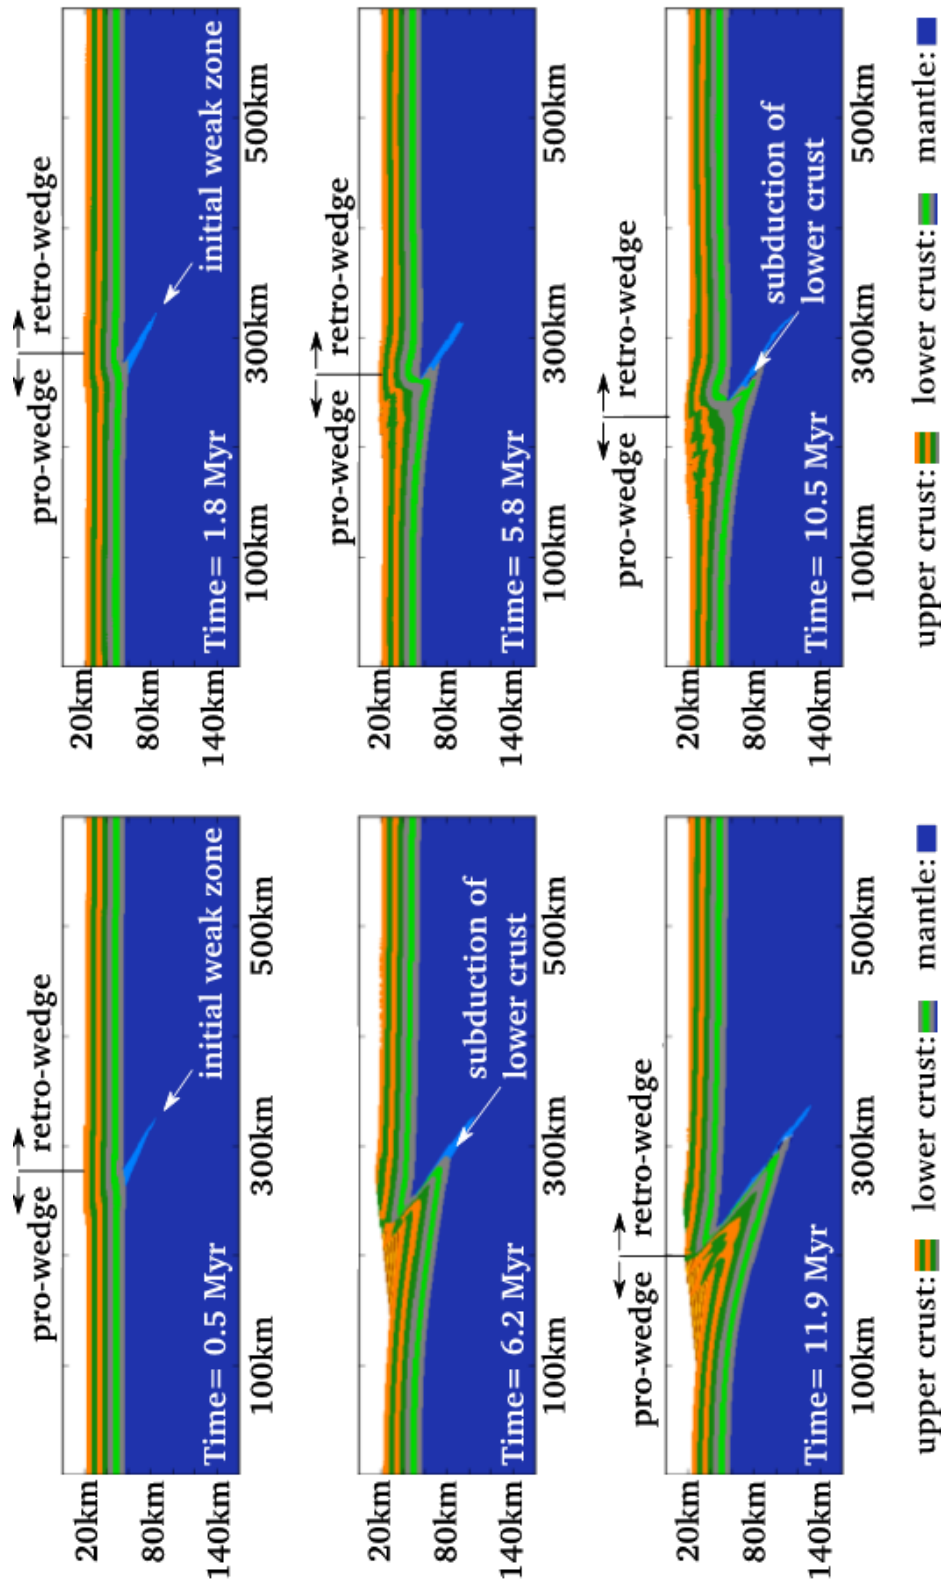 pro-wedge retro-wedge
20km
80km
140km
initial weak zone
Time= 0.5 Myr
100km 300km 500km
20km
80km
140km
subduction of
lower crust
Time= 6.2 Myr
100km 300km 500km
pro-wedge retro-wedge
20km
80km
140km
Time= 11.9 Myr
100km 300km 500km
upper crust: lower crust: mantle:
pro-wedge retro-wedge
20km
80km
140km
initial weak zone
Time= 1.8 Myr
100km 300km 500km
pro-wedge retro-wedge
20km
80km
140km
Time= 5.8 Myr
100km 300km 500km
pro-wedge retro-wedge
20km
80km
140km
subduction of
lower crust
Time= 10.5 Myr
100km 300km 500km
upper crust: lower crust: mantle: